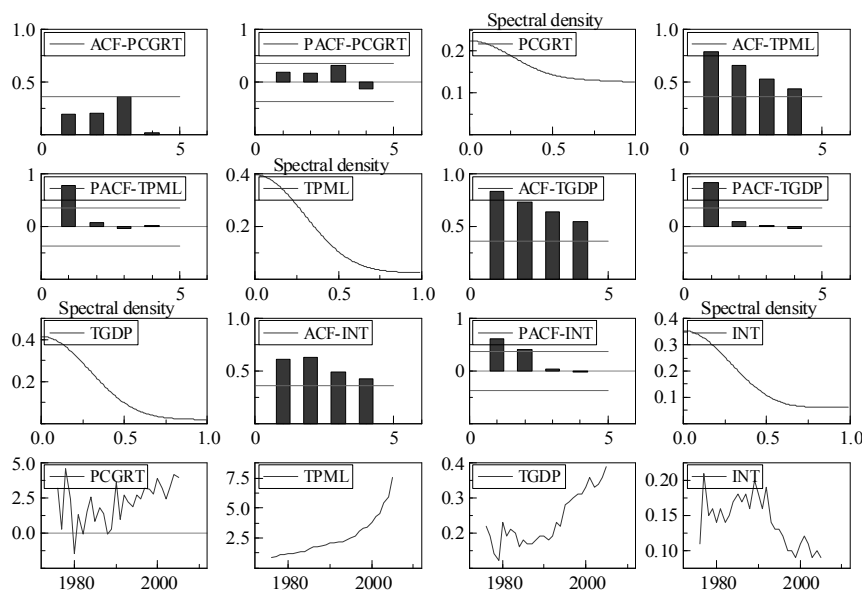 Spectral density
ACF-PCGRT PACF-PCGRT PCGRT ACF-TPML
1.0 1 0.2 1.0
0.5 0 0.1 0.5
0 5 0 5 0.0 0.5 1.0 0 5
Spectral density
PACF-TPML TPML ACF-TGDP PACF-TGDP
1 0.4 1.0 1
0 0.2 0.5 0
0 5 0.0 0.5 1.0 0 5 0 5
Spectral density Spectral density
TGDP ACF-INT PACF-INT INT
0.4 1.0 1 0.4
0.3
0.2 0.5 0 0.2
0.1
0.0 0.5 1.0 0 5 0 5 0.0 0.5 1.0
PCGRT TPML TGDP INT
5.0 7.5 0.4 0.20
2.5 5.0 0.3 0.15
0.0 2.5 0.2 0.10
1980 2000 1980 2000 1980 2000 1980 2000